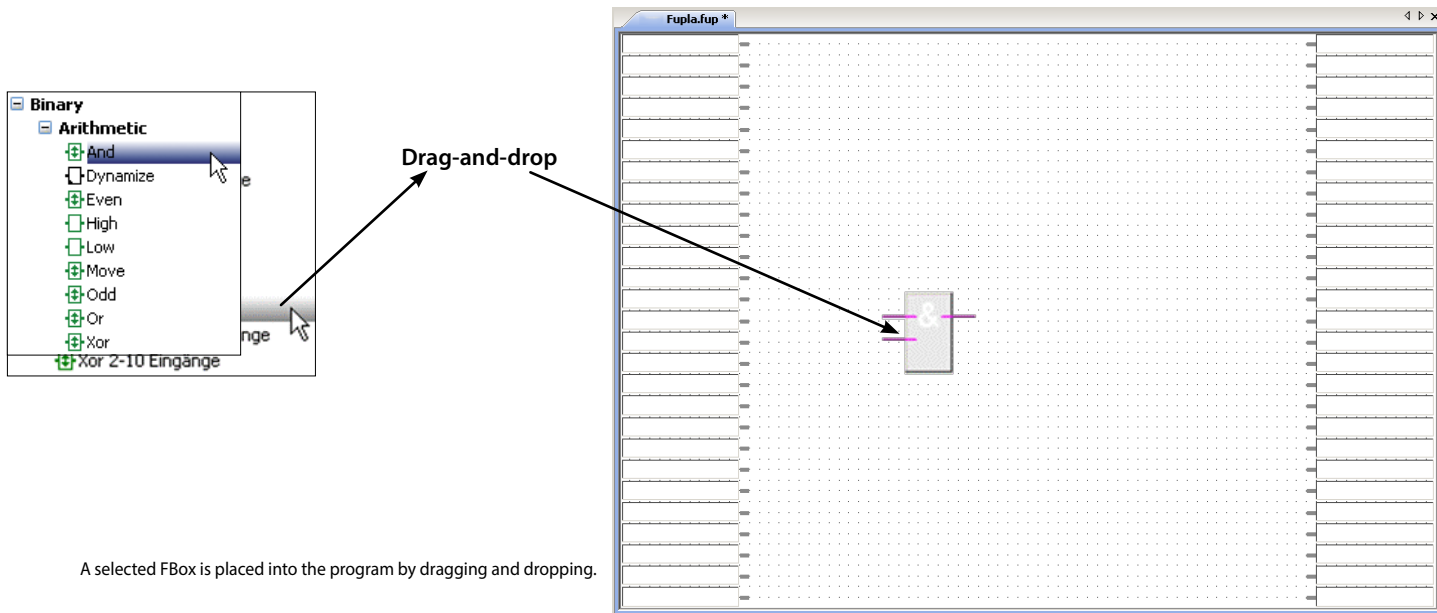 Fupla.fup *
Binary
Arithmetic
And
Dynamize
e
Even
High
Low
Move
Odd
Or
nge
Xor
Xor 2-10 Eingänge
Drag-and-drop
&
A selected FBox is placed into the program by dragging and dropping.